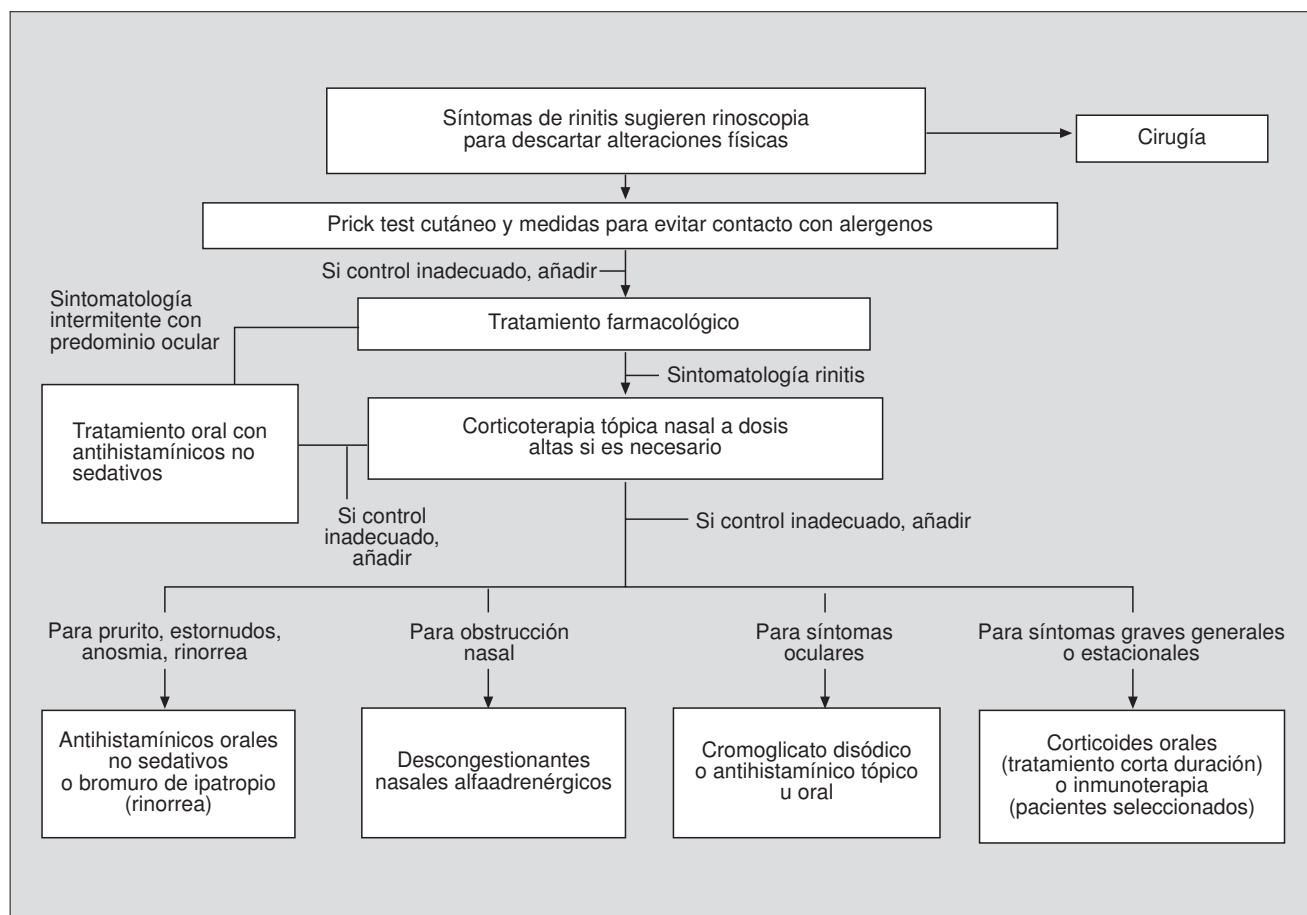 Síntomas de rinitis sugieren rinoscopia
para descartar alteraciones físicas
Cirugía
Prick test cutáneo y medidas para evitar contacto con alergenos
Si control inadecuado, añadir
Sintomatología
intermitente con
predominio ocular
Tratamiento farmacológico
Sintomatología rinitis
Tratamiento oral con
antihistamínicos no
sedativos
Corticoterapia tópica nasal a dosis
altas si es necesario
Si control
inadecuado,
añadir
Si control inadecuado, añadir
Para prurito, estornudos,
anosmia, rinorrea
Para obstrucción
nasal
Para síntomas
oculares
Para síntomas graves generales
o estacionales
Antihistamínicos orales
no sedativos
o bromuro de ipatropio
(rinorrea)
Descongestionantes
nasales alfaadrenérgicos
Cromoglicato disódico
o antihistamínico tópico
u oral
Corticoides orales
(tratamiento corta duración)
o inmunoterapia
(pacientes seleccionados)